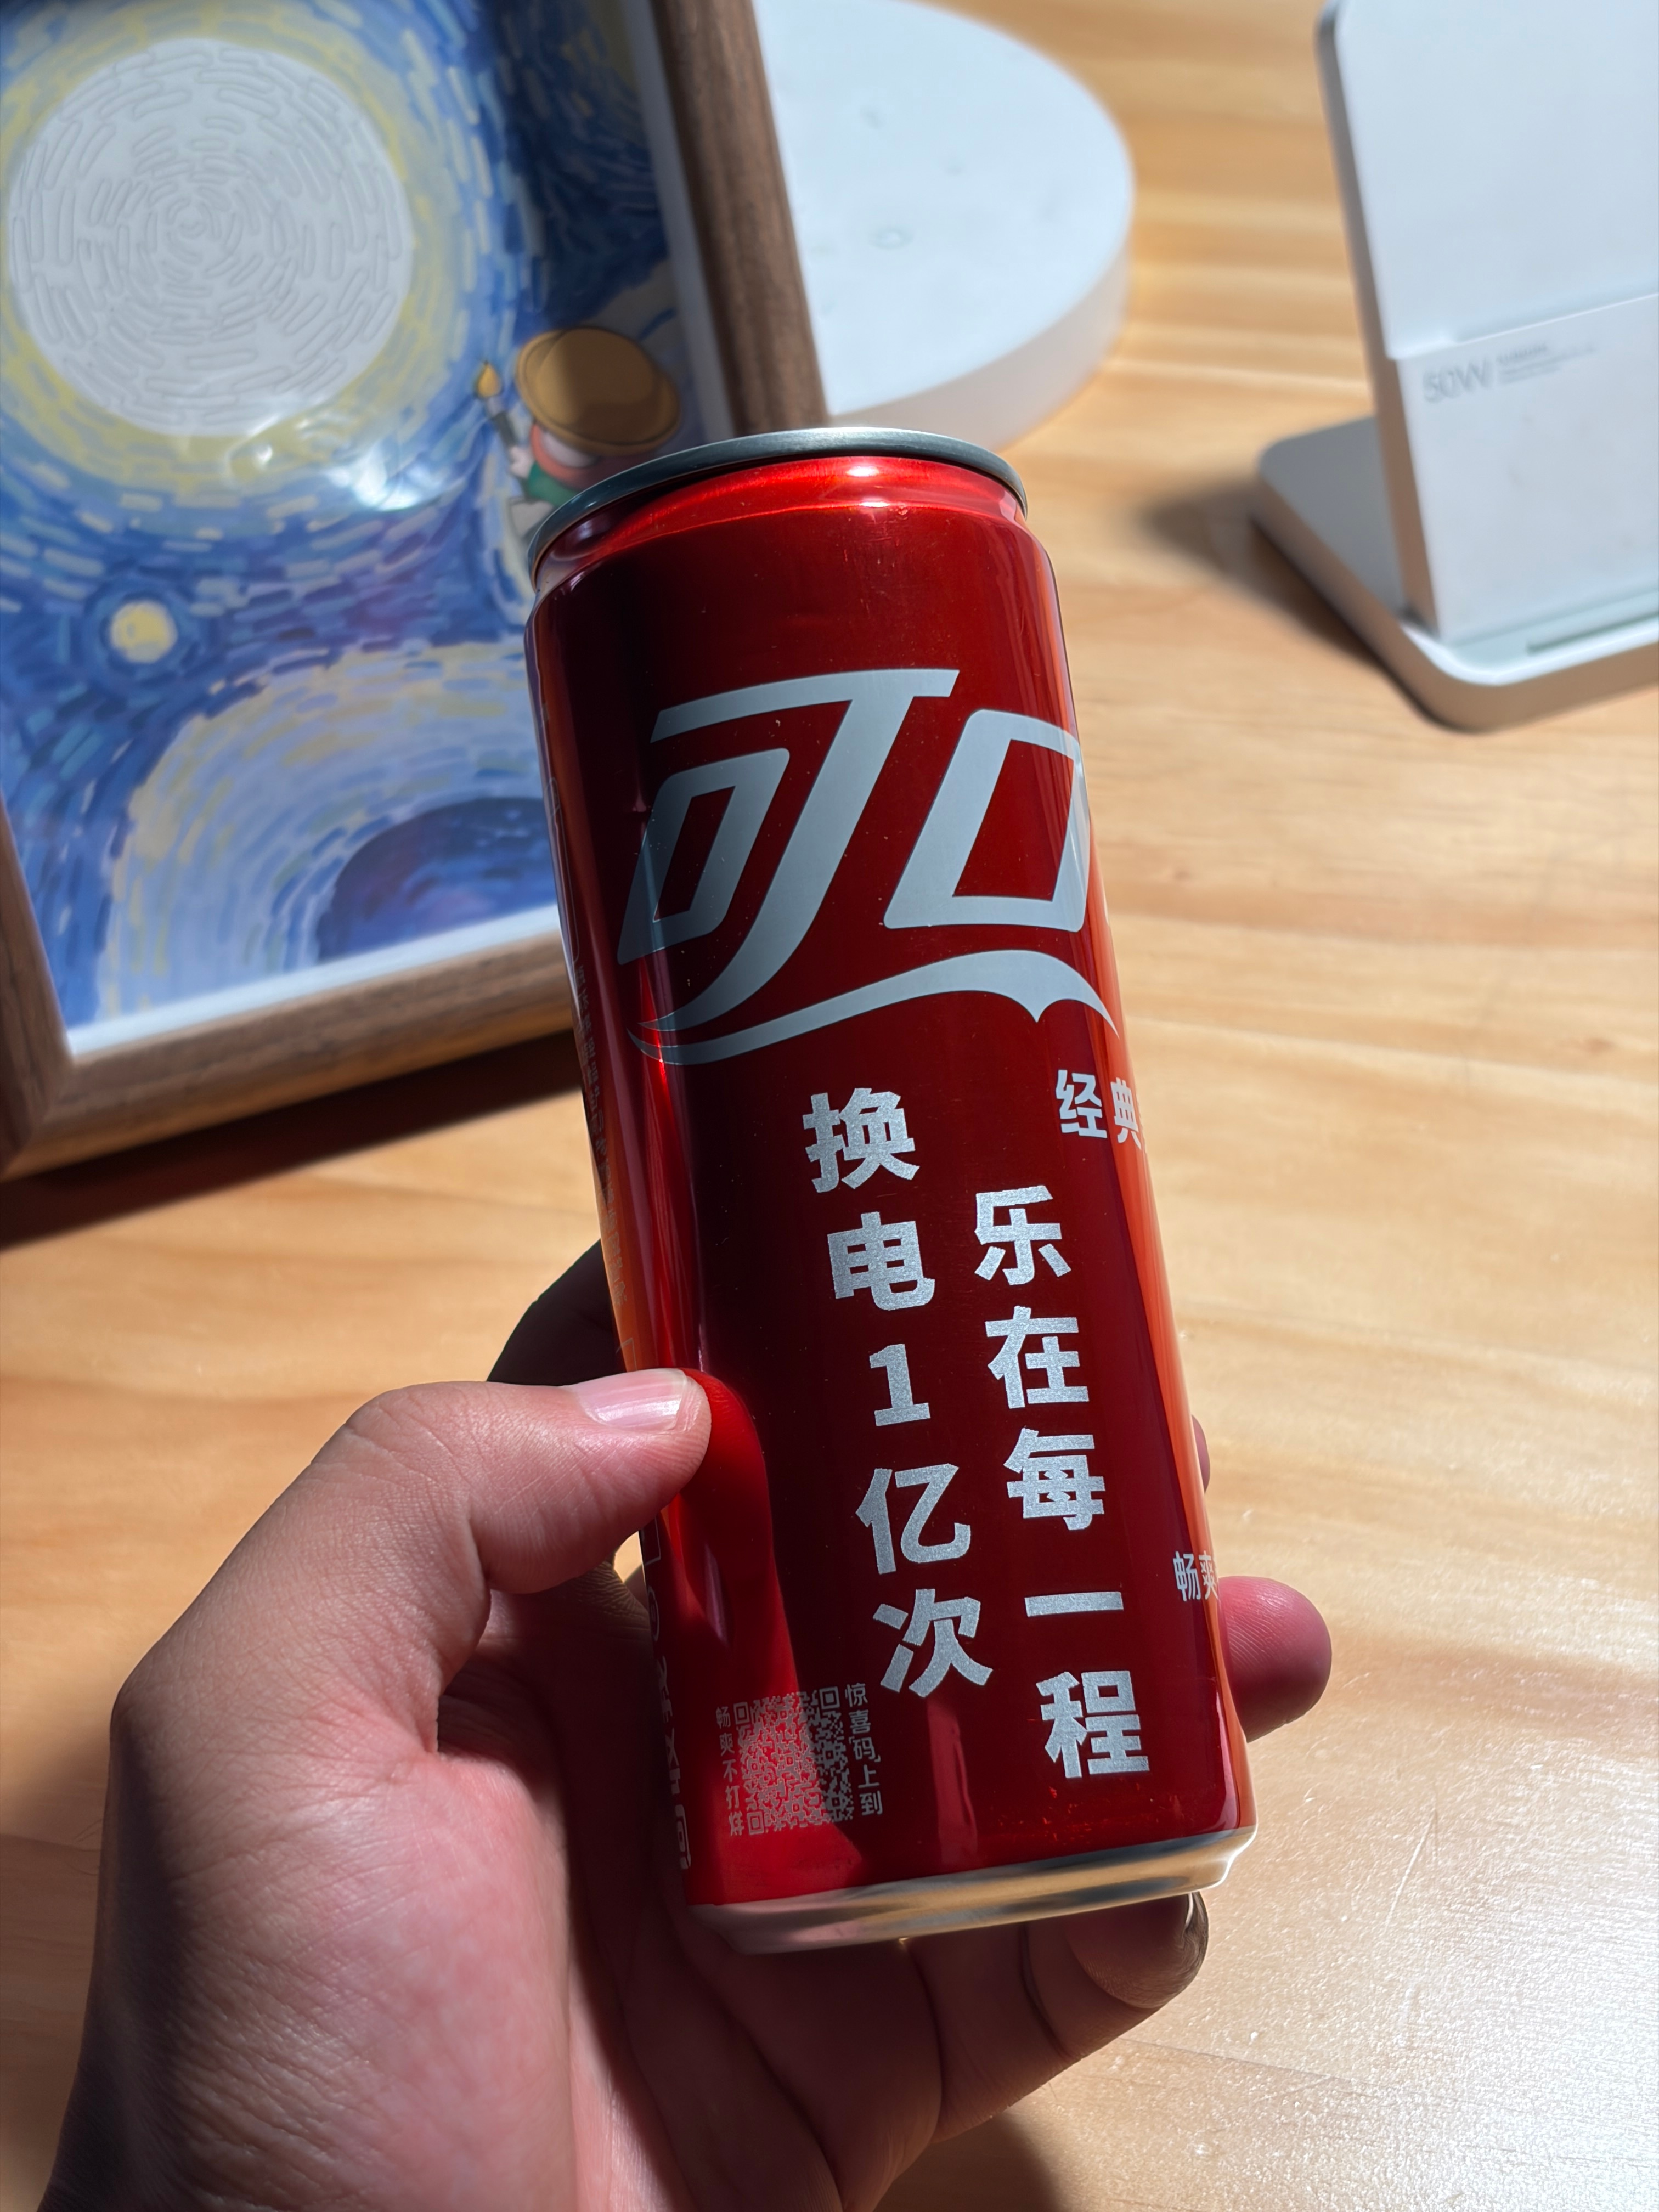 50W
可口
经典
换电1亿次
乐在每一程
畅爽
惊喜码上到
畅爽不打烊